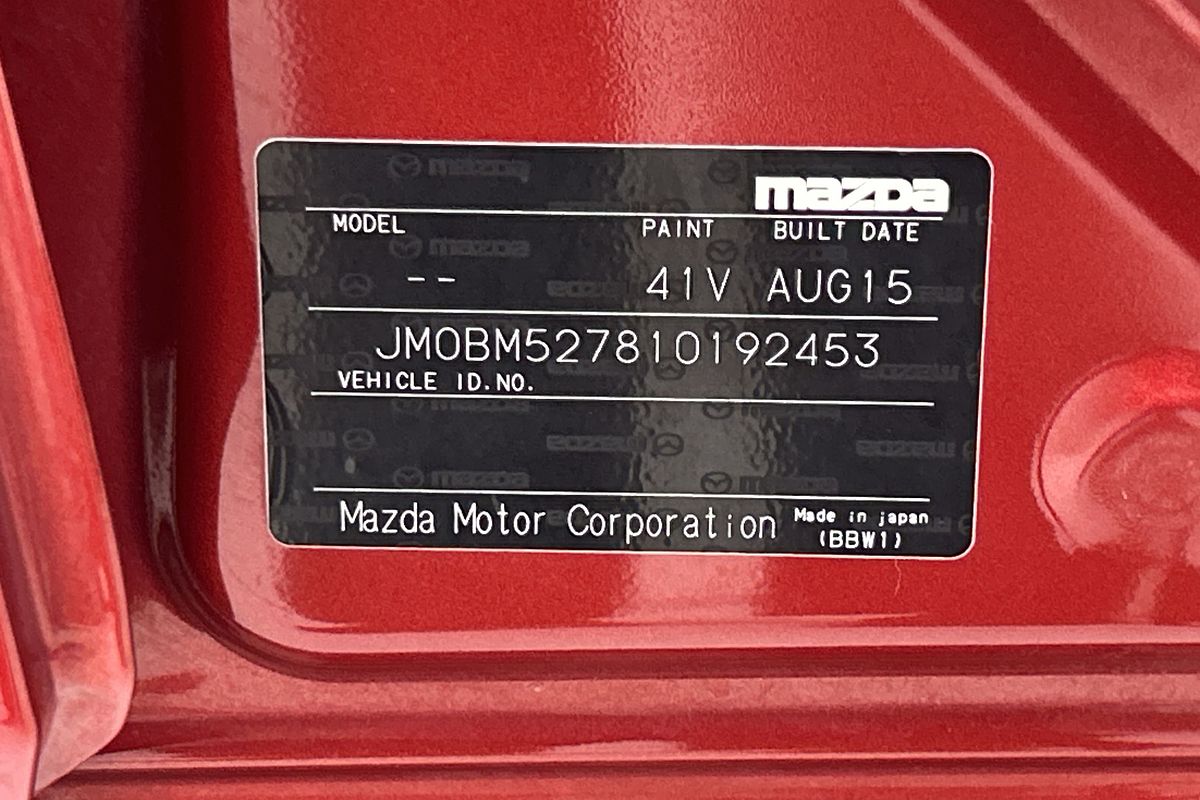 mazda
MODEL PAINT BUILT DATE
-- 41V AUG15
JM0BM527810192453
VEHICLE ID.NO.
Mazda Motor Corporation Made in japan
(BBW1)